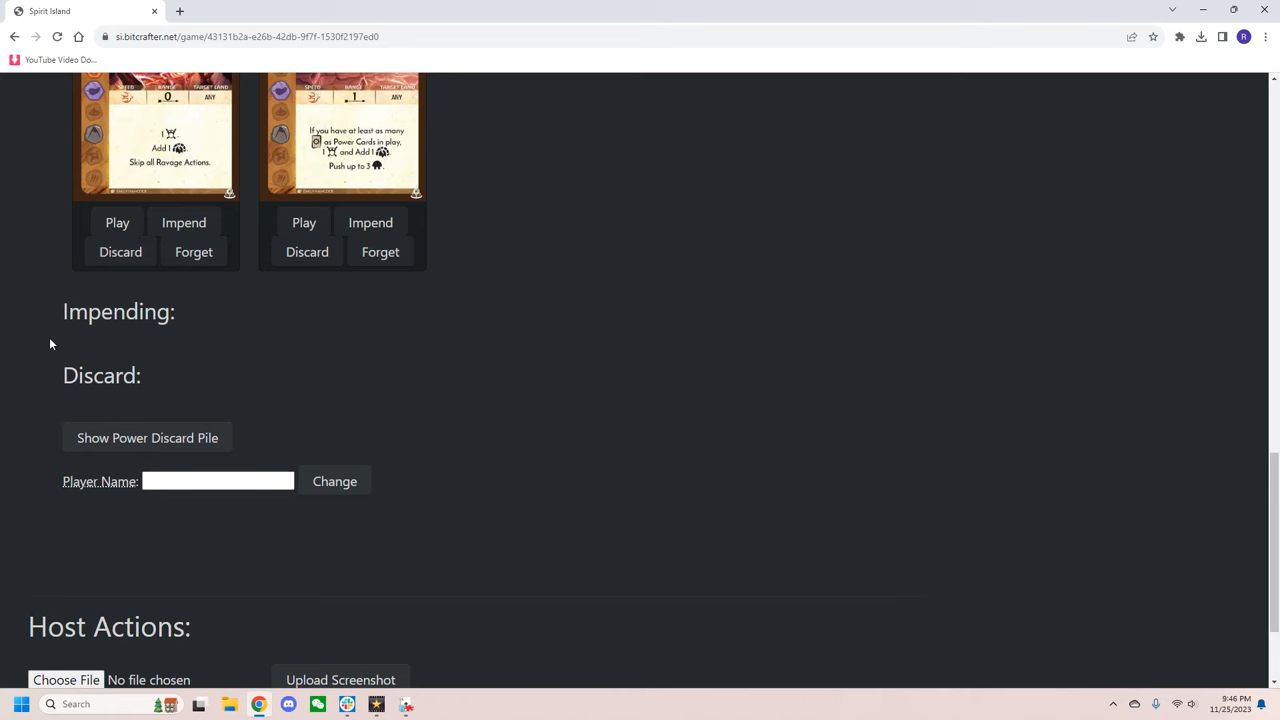 Spirit Island
si.bitcrafter.net/game/43131b2a-e26b-42db-9f7f-1530f2197ed0
R
YouTube Video Do...
SPEED RANGE TARGET LAND
0 ANY
1
Add 1
Skip all Ravage Actions.
SPEED RANGE TARGET LAND
1 ANY
If you have at least as many
as Power Cards in play,
1 and Add 1
Push up to 3
Play Impend
Discard Forget
Play Impend
Discard Forget
Impending:
Discard:
Show Power Discard Pile
Player Name: Change
Host Actions:
Choose File No file chosen Upload Screenshot
Search
9:46 PM
11/25/2023